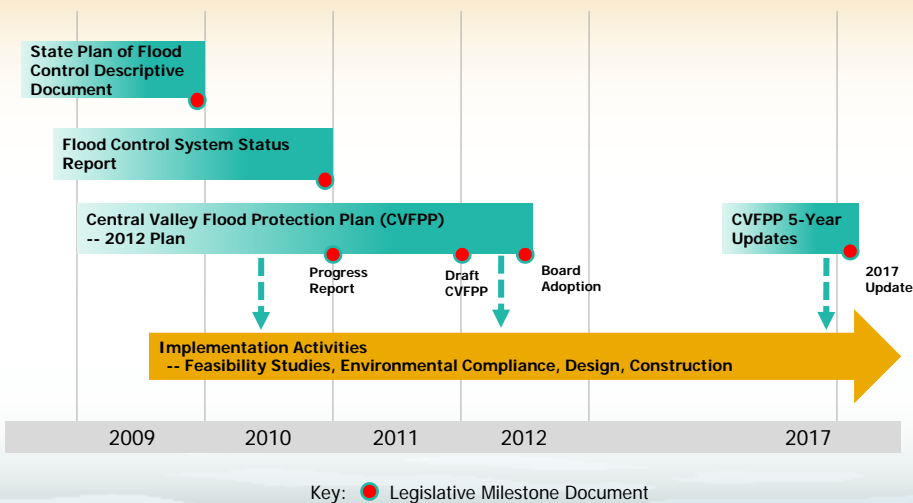 State Plan of Flood
Control Descriptive
Document
Flood Control System Status
Report
Central Valley Flood Protection Plan (CVFPP)
-- 2012 Plan
CVFPP 5-Year
Updates
Progress
Report
Draft
CVFPP
Board
Adoption
2017
Update
Implementation Activities
-- Feasibility Studies, Environmental Compliance, Design, Construction
2009
2010
2011
2012
2017
Key: Legislative Milestone Document